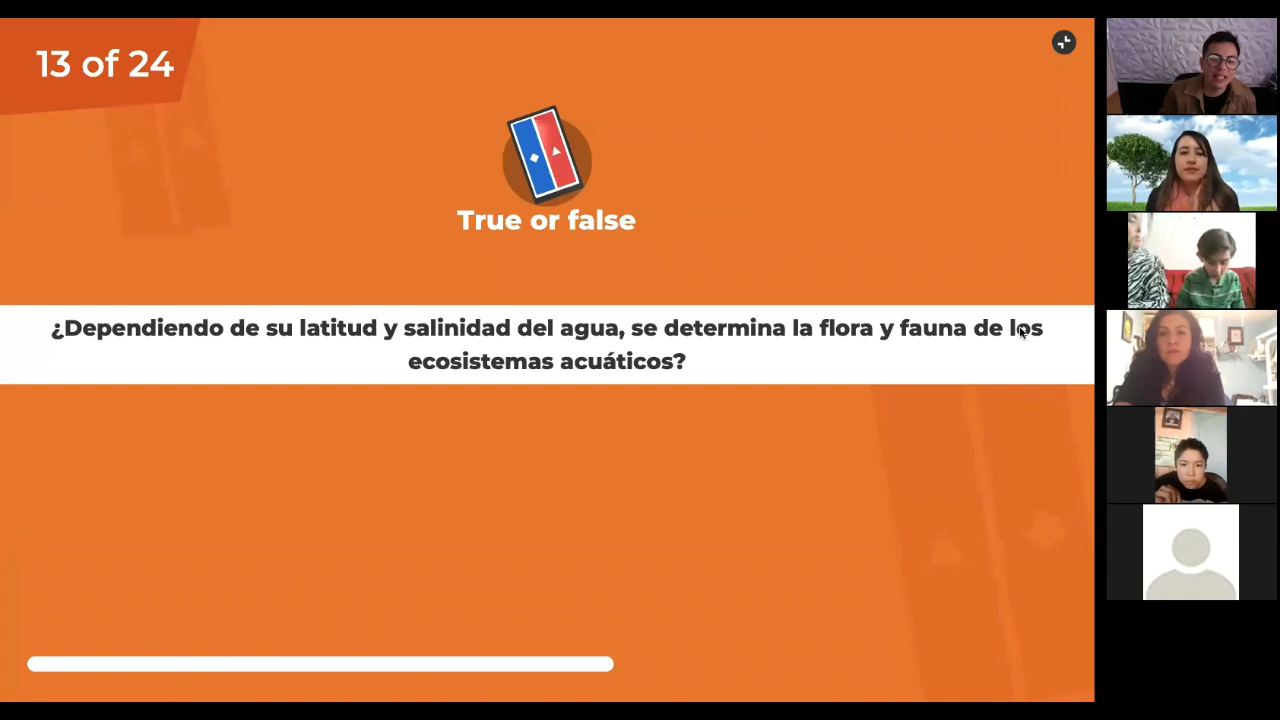 13 of 24
True or false
¿Dependiendo de su latitud y salinidad del agua, se determina la flora y fauna de los
ecosistemas acuáticos?